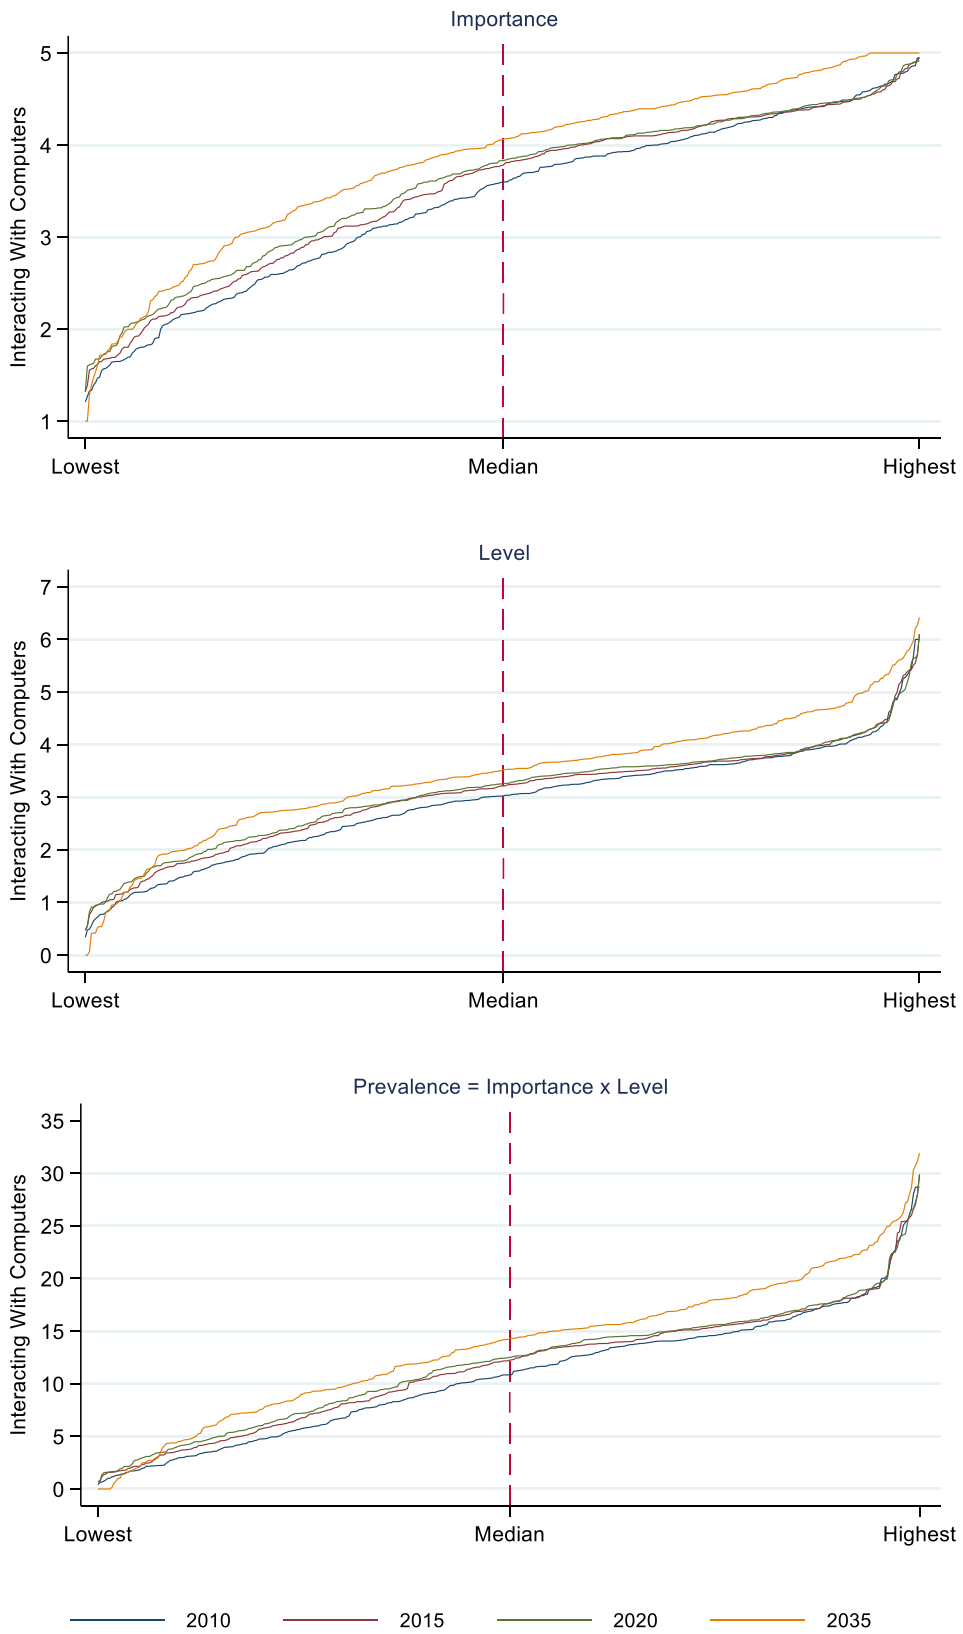 Importance
Interacting With Computers
5
4
3
2
1
Lowest Median Highest
Level
Interacting With Computers
7
6
5
4
3
2
1
0
Lowest Median Highest
Prevalence = Importance x Level
Interacting With Computers
35
30
25
20
15
10
5
0
Lowest Median Highest
2010 2015 2020 2035